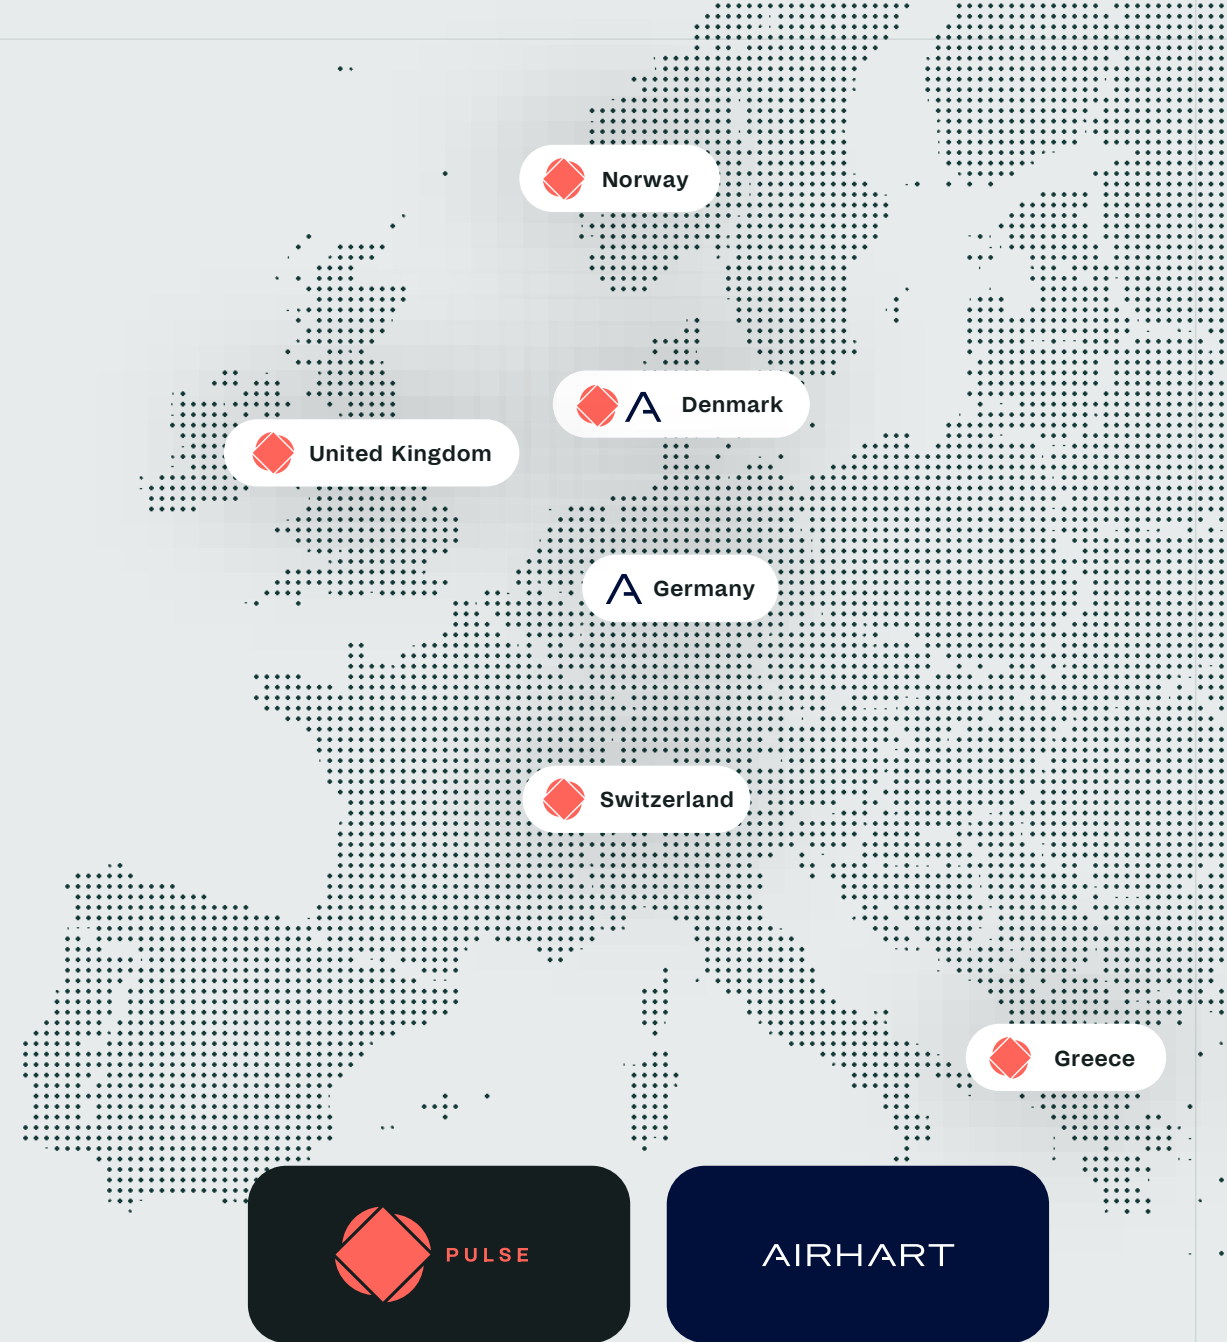 Norway
Denmark
United Kingdom
Germany
Switzerland
Greece
PULSE
AIRHART